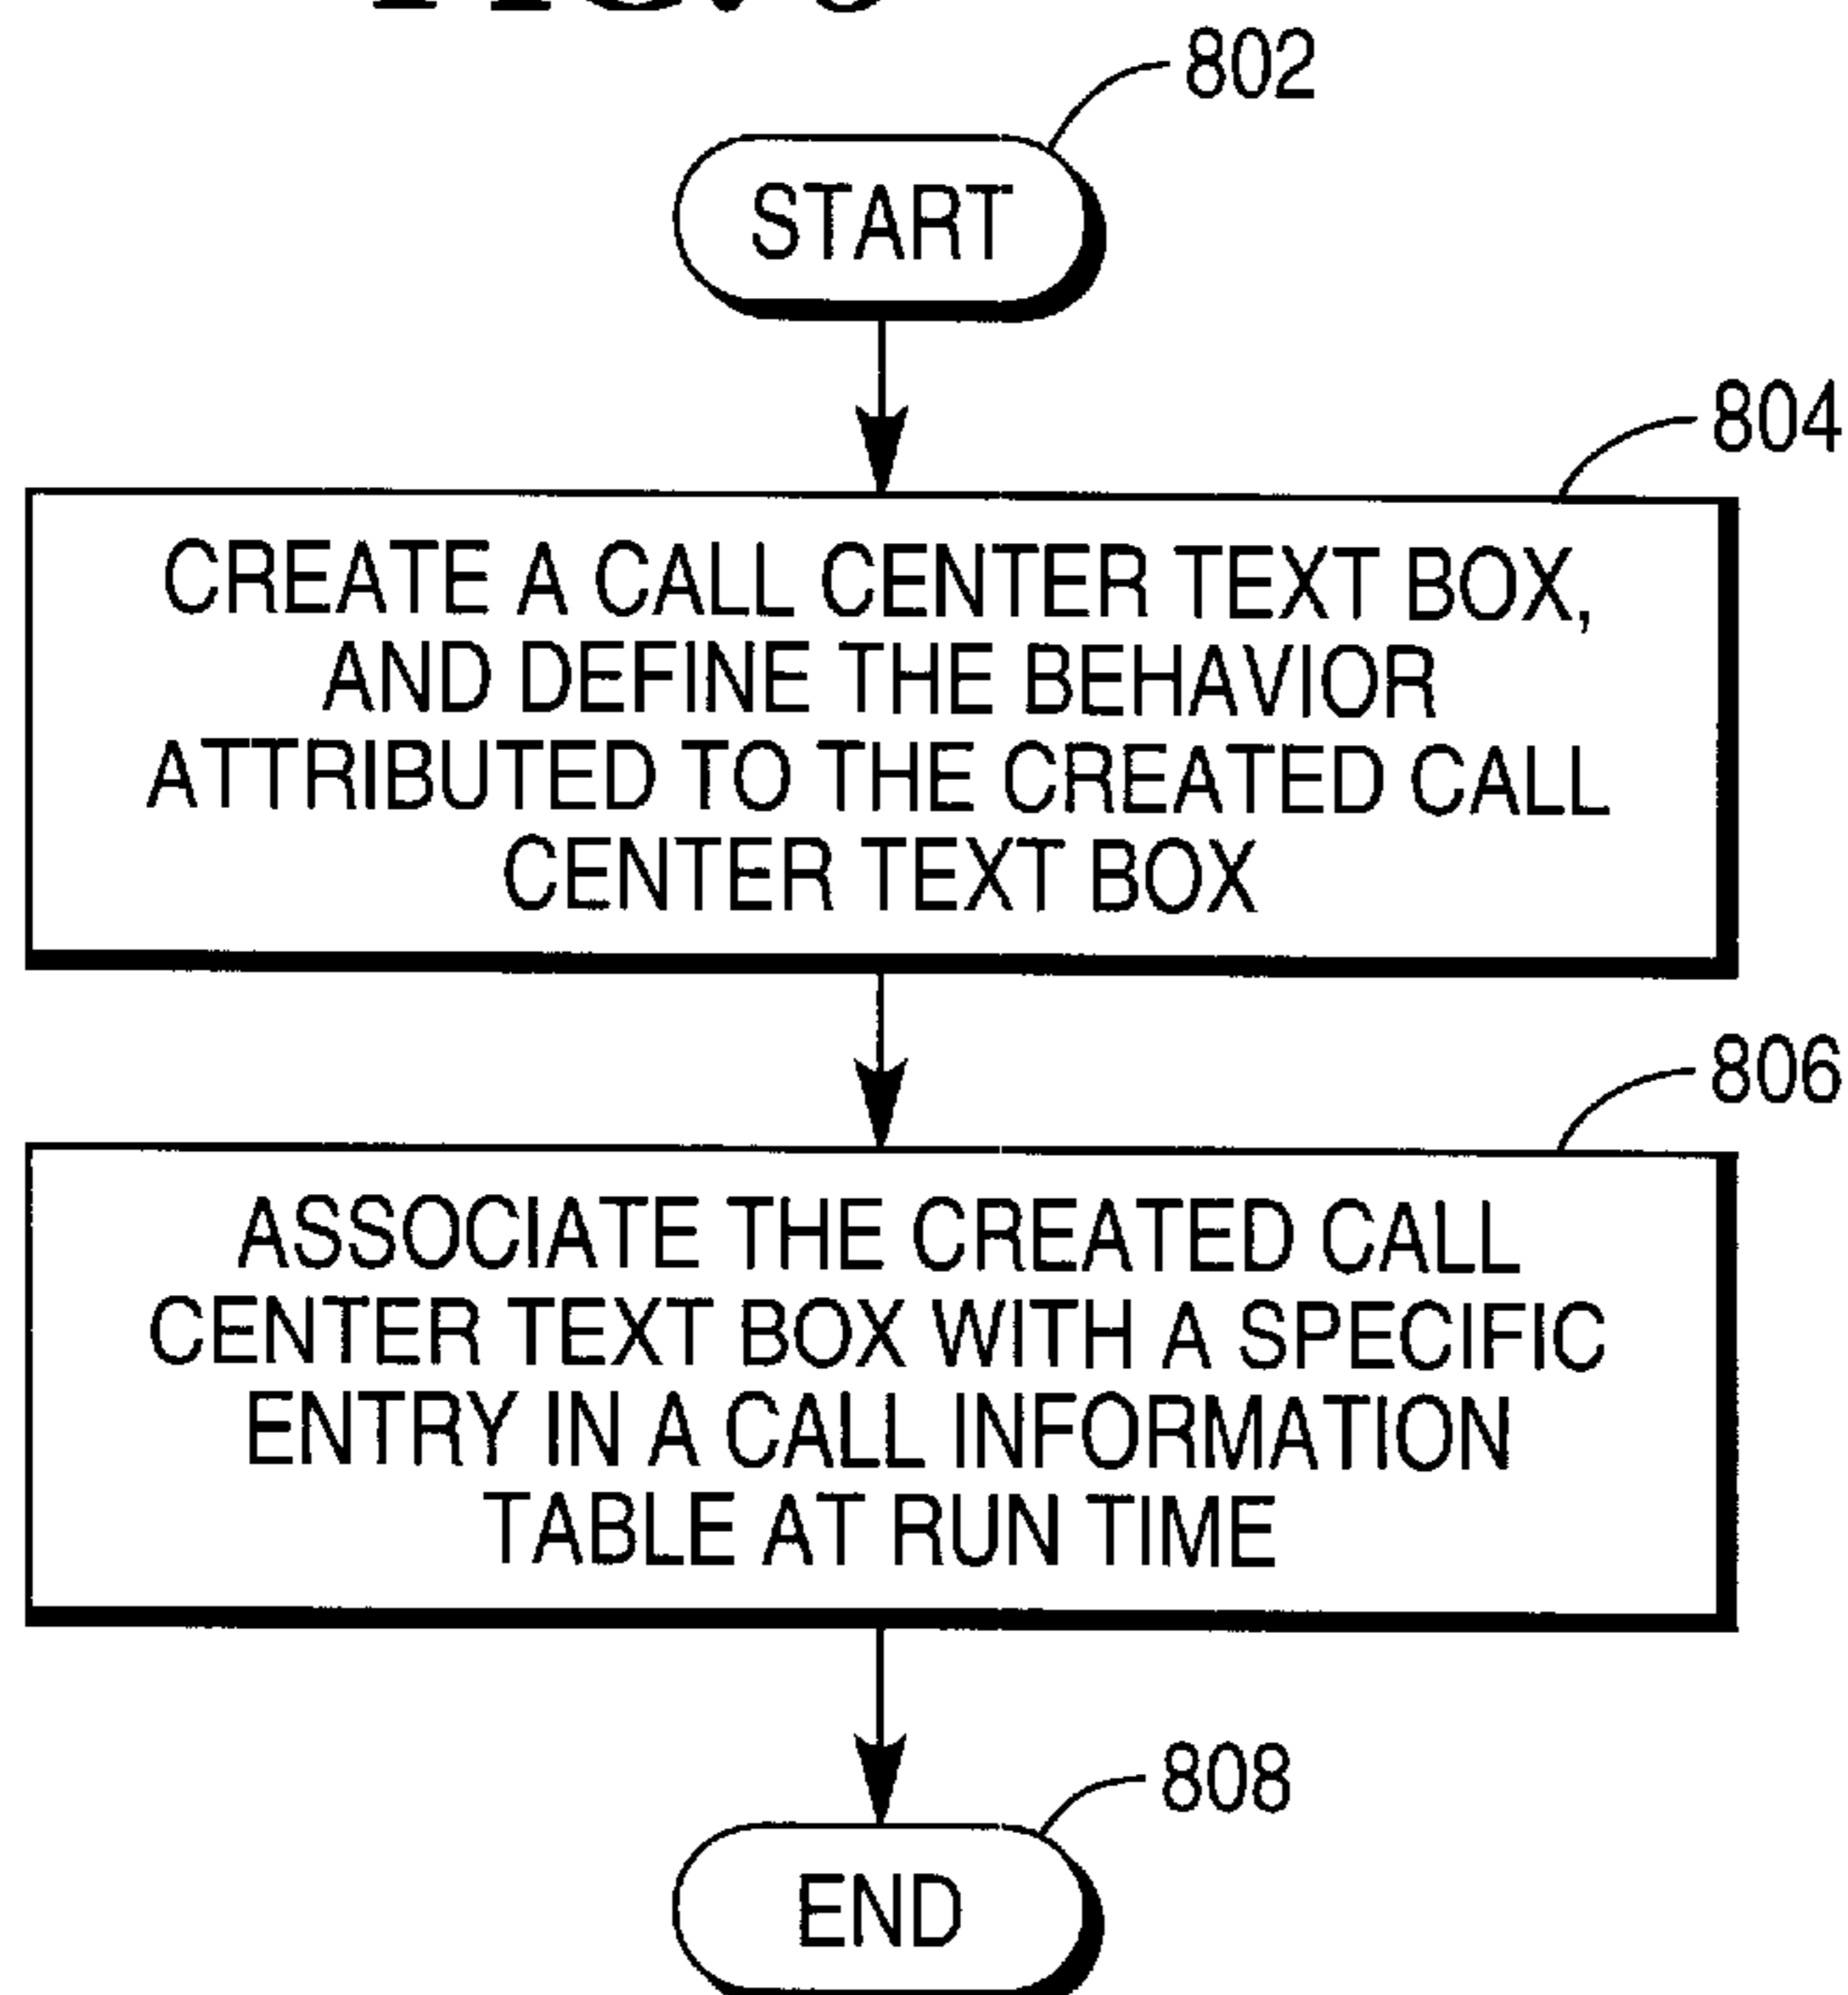 802
START
804
CREATE A CALL CENTER TEXT BOX,
AND DEFINE THE BEHAVIOR
ATTRIBUTED TO THE CREATED CALL
CENTER TEXT BOX
806
ASSOCIATE THE CREATED CALL
CENTER TEXT BOX WITH A SPECIFIC
ENTRY IN A CALL INFORMATION
TABLE AT RUN TIME
808
END